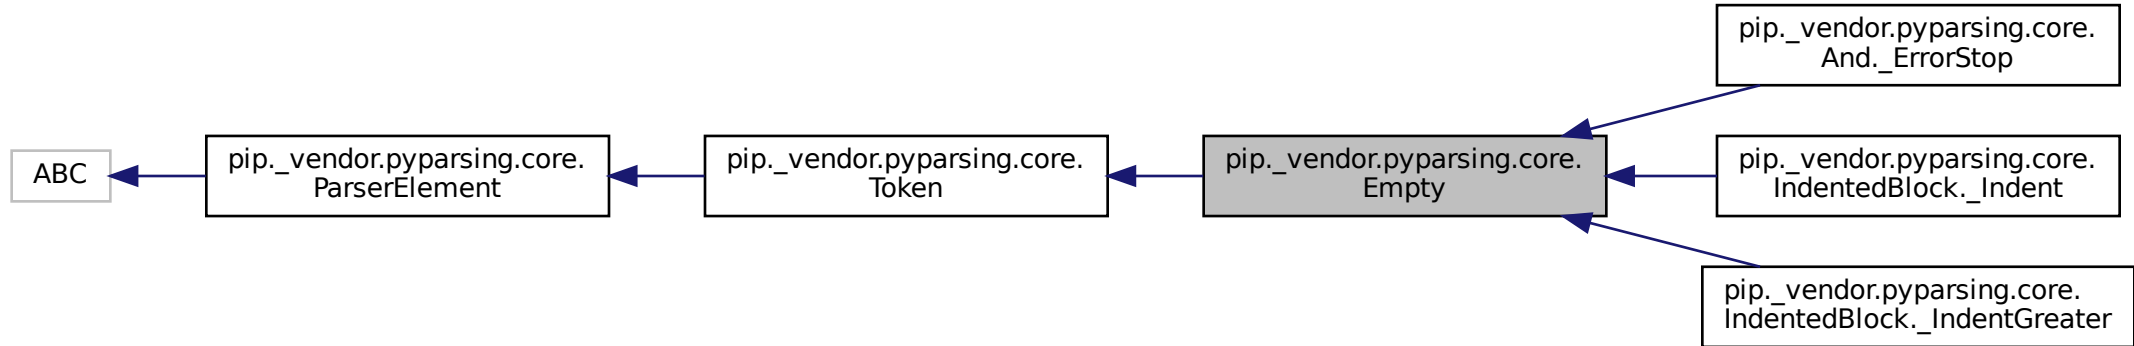 ABC
pip._vendor.pyparsing.core.
ParserElement
pip._vendor.pyparsing.core.
Token
pip._vendor.pyparsing.core.
Empty
pip._vendor.pyparsing.core.
And._ErrorStop
pip._vendor.pyparsing.core.
IndentedBlock._Indent
pip._vendor.pyparsing.core.
IndentedBlock._IndentGreater